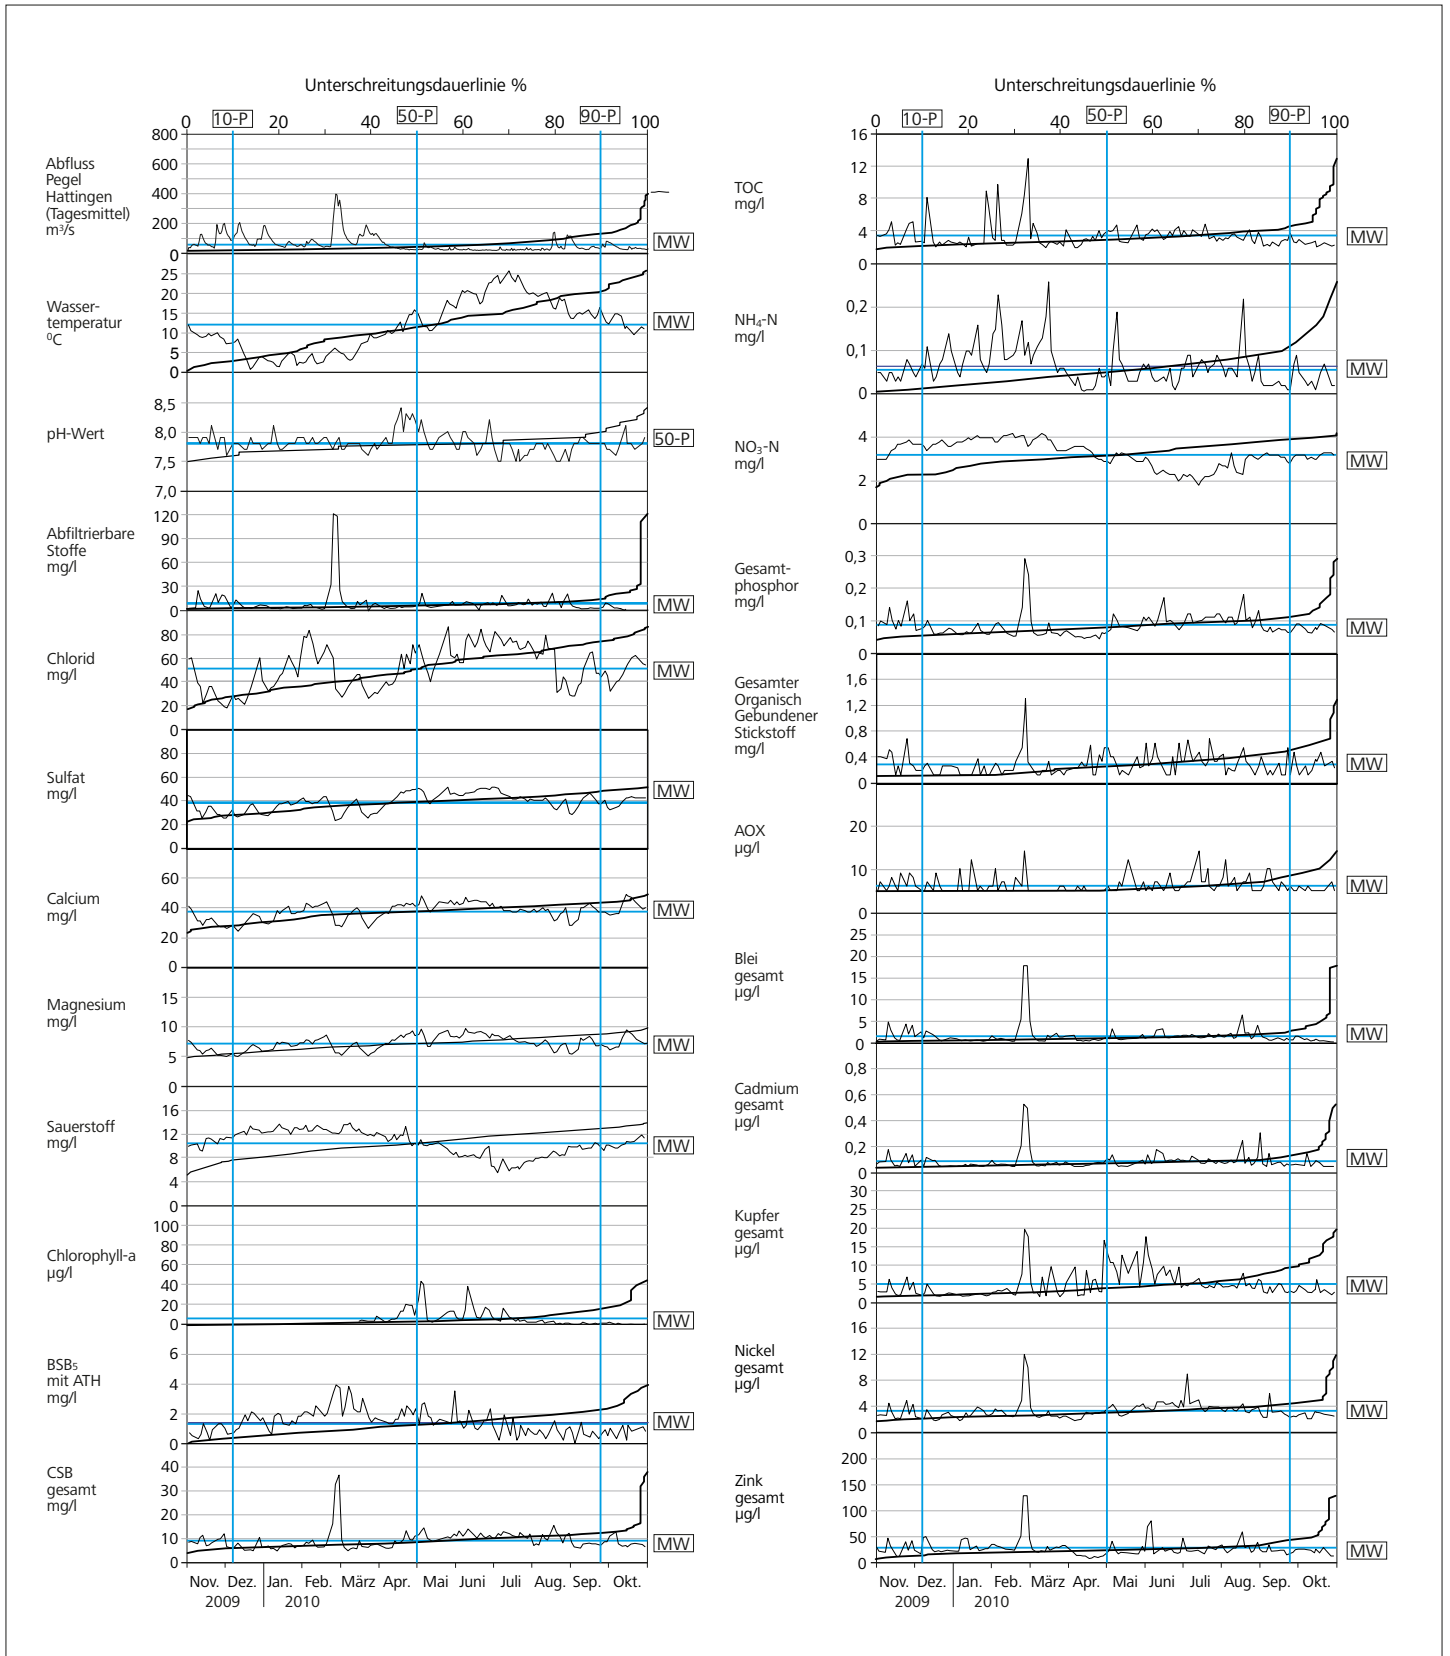 Unterschreitungsdauerlinie %
0 10-P 20 40 50-P 60 80 90-P 100
800
600
400
200
0
Abfluss
Pegel
Hattingen
(Tagesmittel)
m³/s
MW
25
20
15
10
5
0
Wasser-
temperatur
⁰C
MW
8,5
8,0
7,5
7,0
pH-Wert
50-P
120
90
60
30
0
Abfiltrierbare
Stoffe
mg/l
MW
80
60
40
20
0
Chlorid
mg/l
MW
80
60
40
20
0
Sulfat
mg/l
MW
60
40
20
0
Calcium
mg/l
MW
15
10
5
0
Magnesium
mg/l
MW
16
12
8
4
0
Sauerstoff
mg/l
MW
100
80
60
40
20
0
Chlorophyll-a
µg/l
MW
6
4
2
0
BSB₅
mit ATH
mg/l
MW
40
30
20
10
0
CSB
gesamt
mg/l
MW
Nov. Dez. Jan. Feb. März Apr. Mai Juni Juli Aug. Sep. Okt.
2009 2010
Unterschreitungsdauerlinie %
0 10-P 20 40 50-P 60 80 90-P 100
16
12
8
4
0
TOC
mg/l
MW
0,2
0,1
0
NH₄-N
mg/l
MW
4
2
0
NO₃-N
mg/l
MW
0,3
0,2
0,1
0
Gesamt-
phosphor
mg/l
MW
1,6
1,2
0,8
0,4
0
Gesamter
Organisch
Gebundener
Stickstoff
mg/l
MW
20
10
0
AOX
µg/l
MW
25
20
15
10
5
0
Blei
gesamt
µg/l
MW
0,8
0,6
0,4
0,2
0
Cadmium
gesamt
µg/l
MW
30
25
20
15
10
5
0
Kupfer
gesamt
µg/l
MW
16
12
8
4
0
Nickel
gesamt
µg/l
MW
200
150
100
50
0
Zink
gesamt
µg/l
MW
Nov. Dez. Jan. Feb. März Apr. Mai Juni Juli Aug. Sep. Okt.
2009 2010